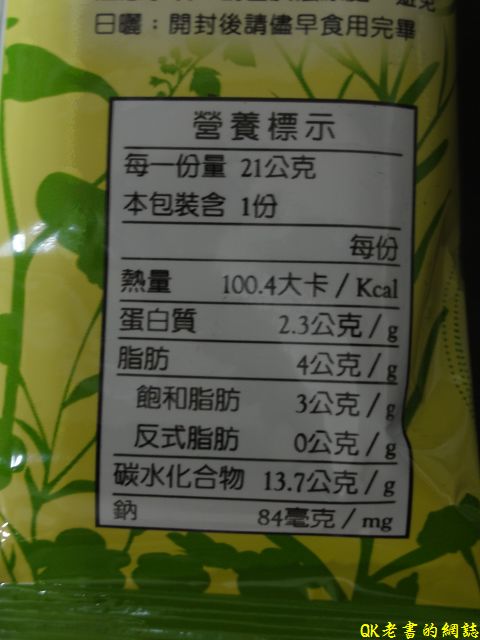 日曬；開封後請儘早食用完畢
營養標示
每一份量 21公克
本包裝含 1份
每份
熱量 100.4大卡 / Kcal
蛋白質 2.3公克 / g
脂肪 4公克 / g
飽和脂肪 3公克 / g
反式脂肪 0公克 / g
碳水化合物 13.7公克 / g
鈉 84毫克 / mg
QK老書的網誌